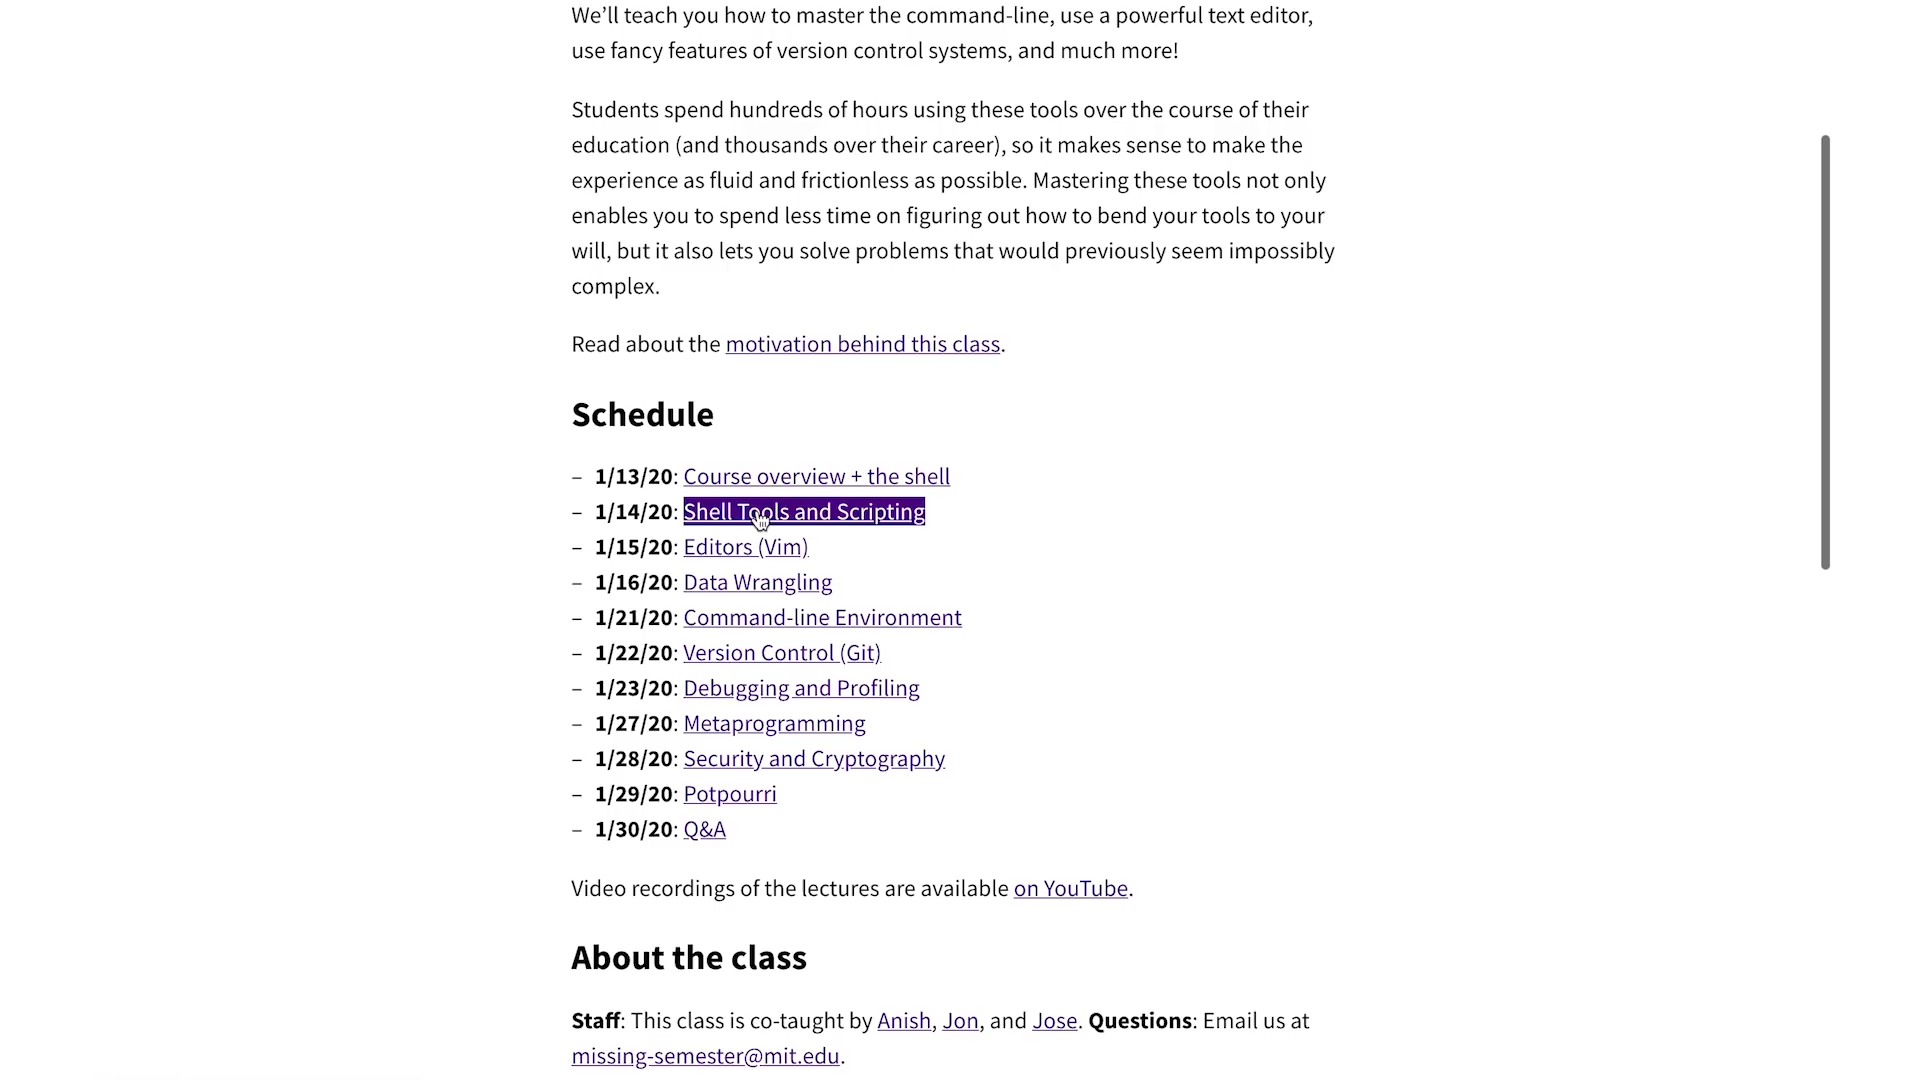 We’ll teach you how to master the command-line, use a powerful text editor,
use fancy features of version control systems, and much more!
Students spend hundreds of hours using these tools over the course of their
education (and thousands over their career), so it makes sense to make the
experience as fluid and frictionless as possible. Mastering these tools not only
enables you to spend less time on figuring out how to bend your tools to your
will, but it also lets you solve problems that would previously seem impossibly
complex.
Read about the motivation behind this class.
Schedule
– 1/13/20: Course overview + the shell
– 1/14/20: Shell Tools and Scripting
– 1/15/20: Editors (Vim)
– 1/16/20: Data Wrangling
– 1/21/20: Command-line Environment
– 1/22/20: Version Control (Git)
– 1/23/20: Debugging and Profiling
– 1/27/20: Metaprogramming
– 1/28/20: Security and Cryptography
– 1/29/20: Potpourri
– 1/30/20: Q&A
Video recordings of the lectures are available on YouTube.
About the class
Staff: This class is co-taught by Anish, Jon, and Jose. Questions: Email us at
missing-semester@mit.edu.